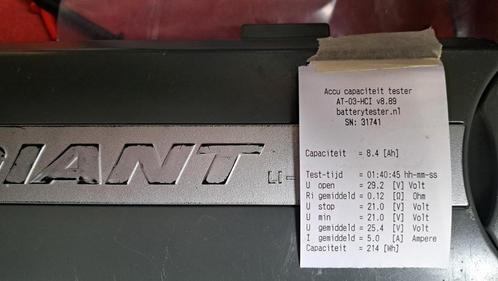 GIANT
LI-
Accu capaciteit tester
AT-03-HCI v8.89
batterytester.nl
SN: 31741
Capaciteit = 8.4 [Ah]
Test-tijd = 01:40:45 hh-mm-ss
U open = 29.2 [V] Volt
Ri gemiddeld = 0.12 [Ω] Ohm
U stop = 21.0 [V] Volt
U min = 21.0 [V] Volt
U gemiddeld = 25.4 [V] Volt
I gemiddeld = 5.0 [A] Ampere
Capaciteit = 214 [Wh]